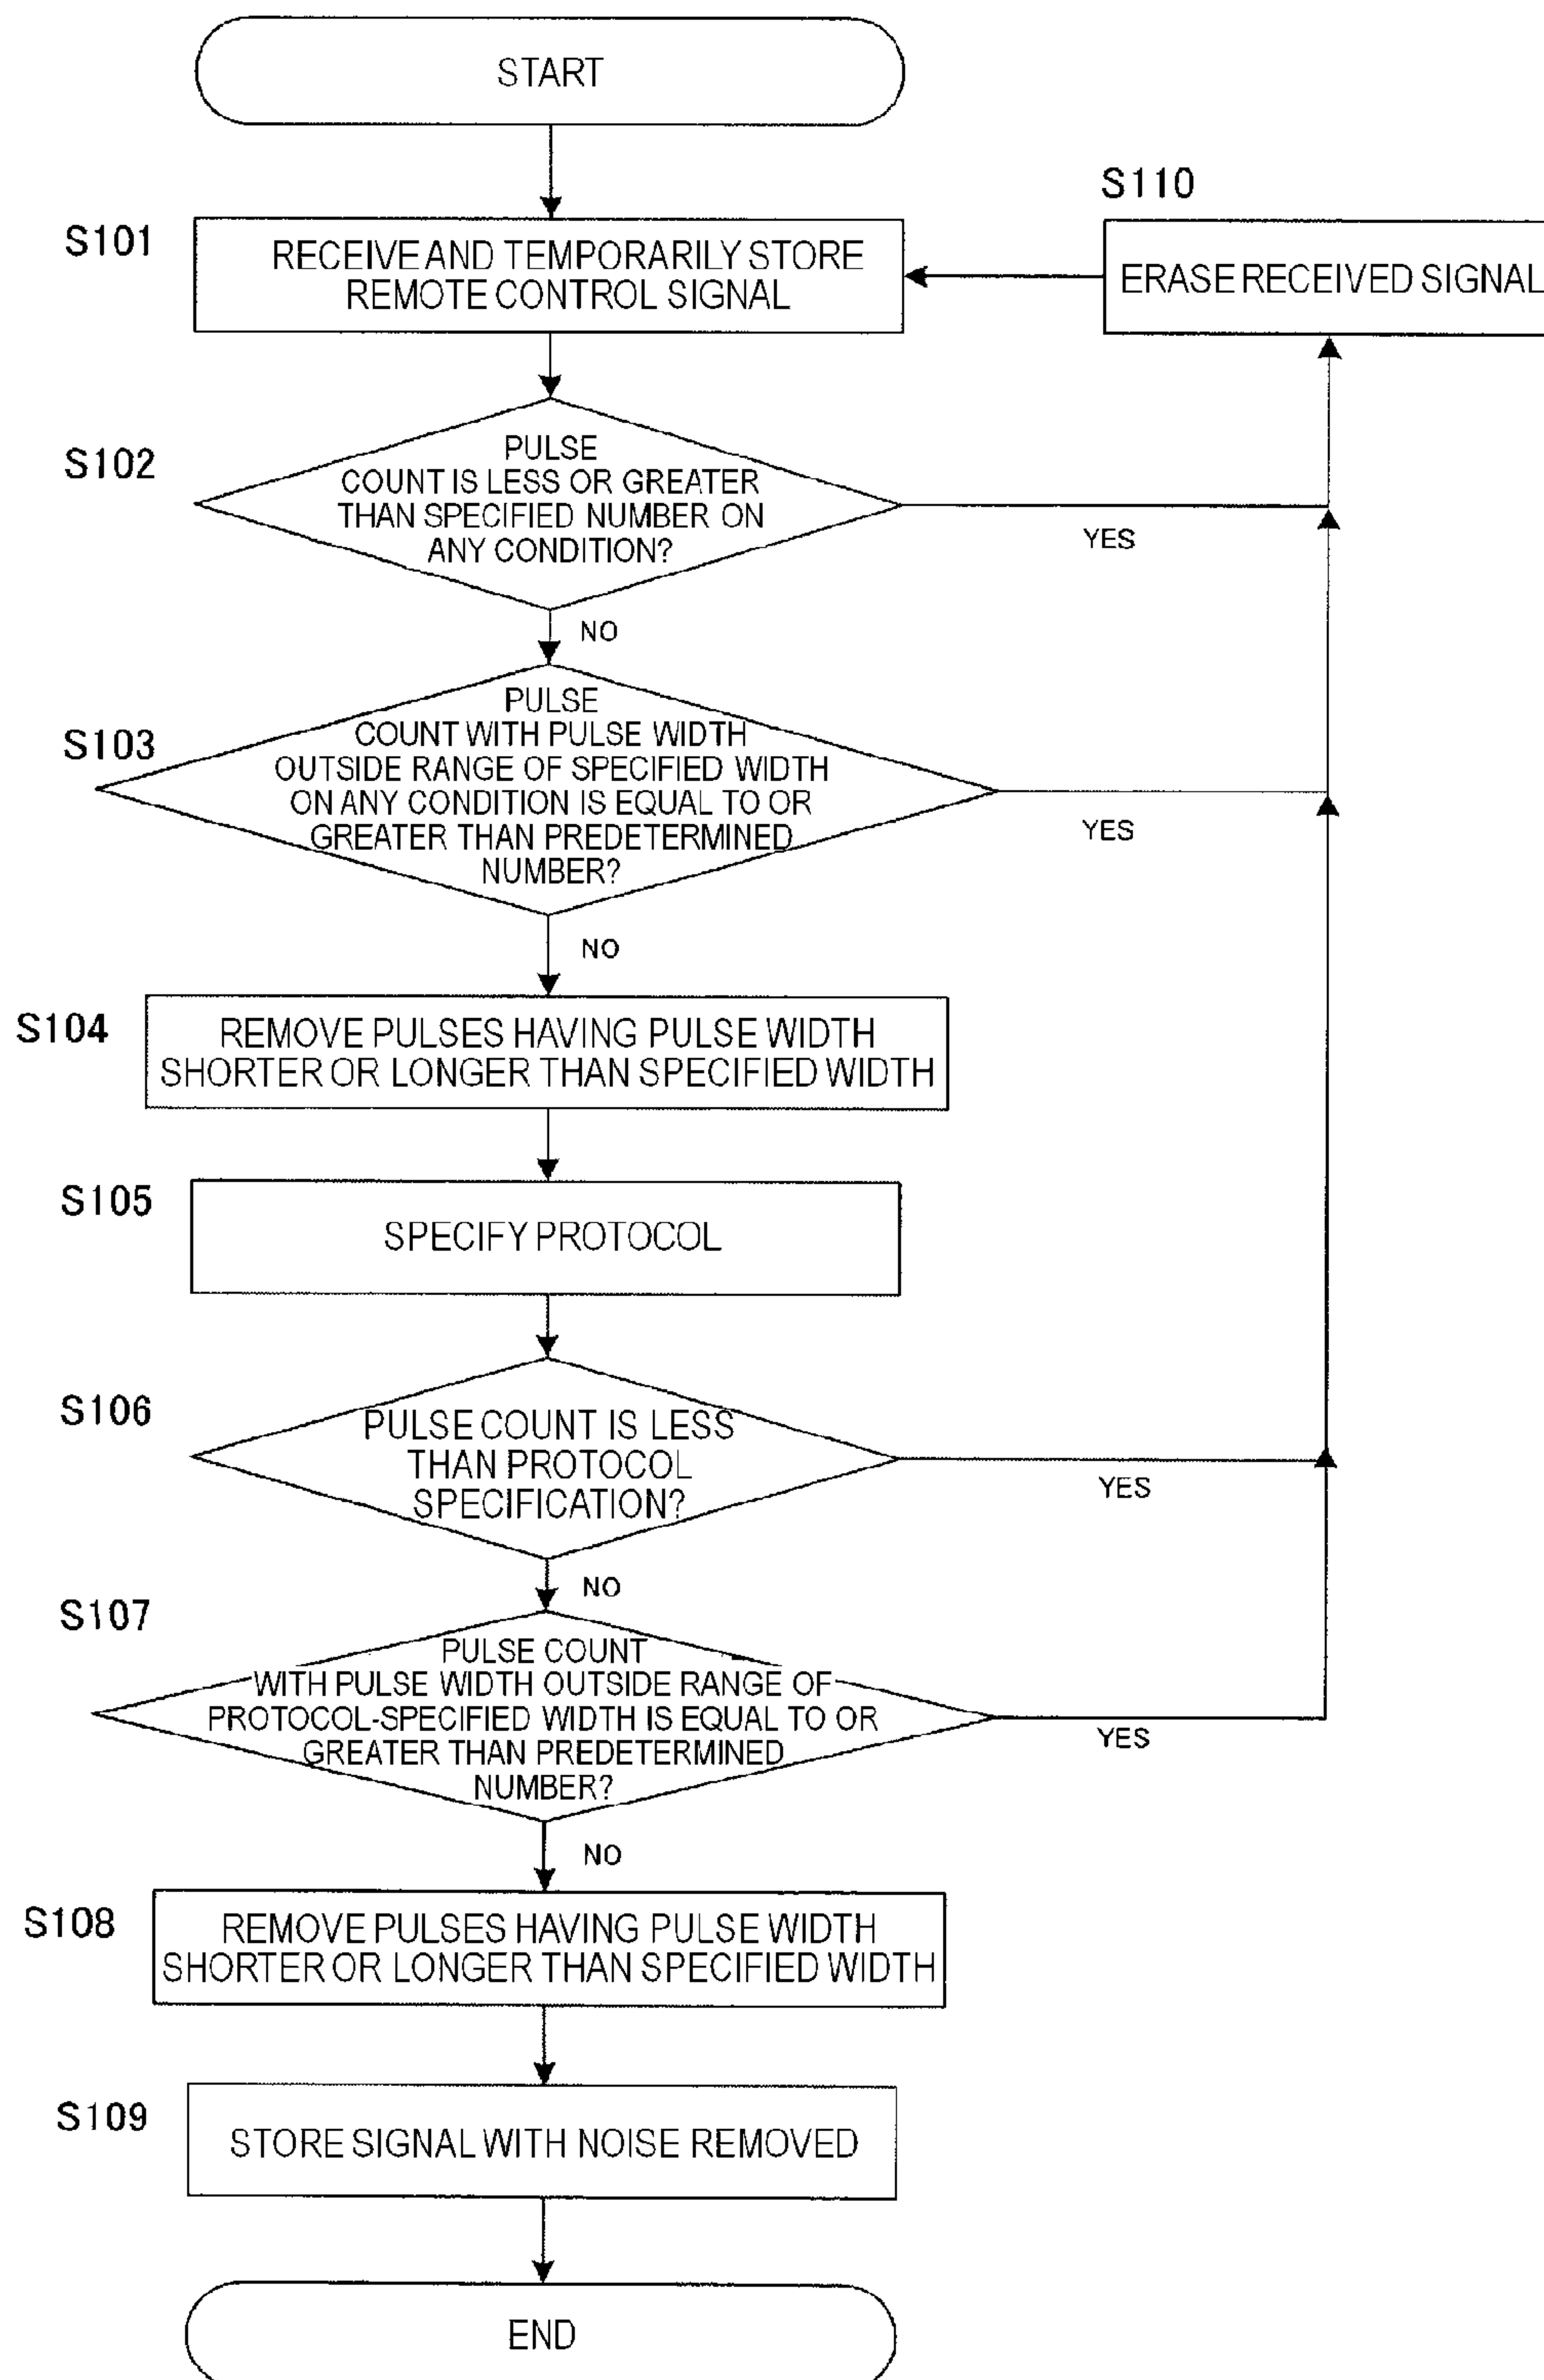 START
S110
S101
RECEIVE AND TEMPORARILY STORE
REMOTE CONTROL SIGNAL
ERASE RECEIVED SIGNAL
S102
PULSE
COUNT IS LESS OR GREATER
THAN SPECIFIED NUMBER ON
ANY CONDITION?
YES
NO
S103
PULSE
COUNT WITH PULSE WIDTH
OUTSIDE RANGE OF SPECIFIED WIDTH
ON ANY CONDITION IS EQUAL TO OR
GREATER THAN PREDETERMINED
NUMBER?
YES
NO
S104
REMOVE PULSES HAVING PULSE WIDTH
SHORTER OR LONGER THAN SPECIFIED WIDTH
S105
SPECIFY PROTOCOL
S106
PULSE COUNT IS LESS
THAN PROTOCOL
SPECIFICATION?
YES
NO
S107
PULSE COUNT
WITH PULSE WIDTH OUTSIDE RANGE OF
PROTOCOL-SPECIFIED WIDTH IS EQUAL TO OR
GREATER THAN PREDETERMINED
NUMBER?
YES
NO
S108
REMOVE PULSES HAVING PULSE WIDTH
SHORTER OR LONGER THAN SPECIFIED WIDTH
S109
STORE SIGNAL WITH NOISE REMOVED
END